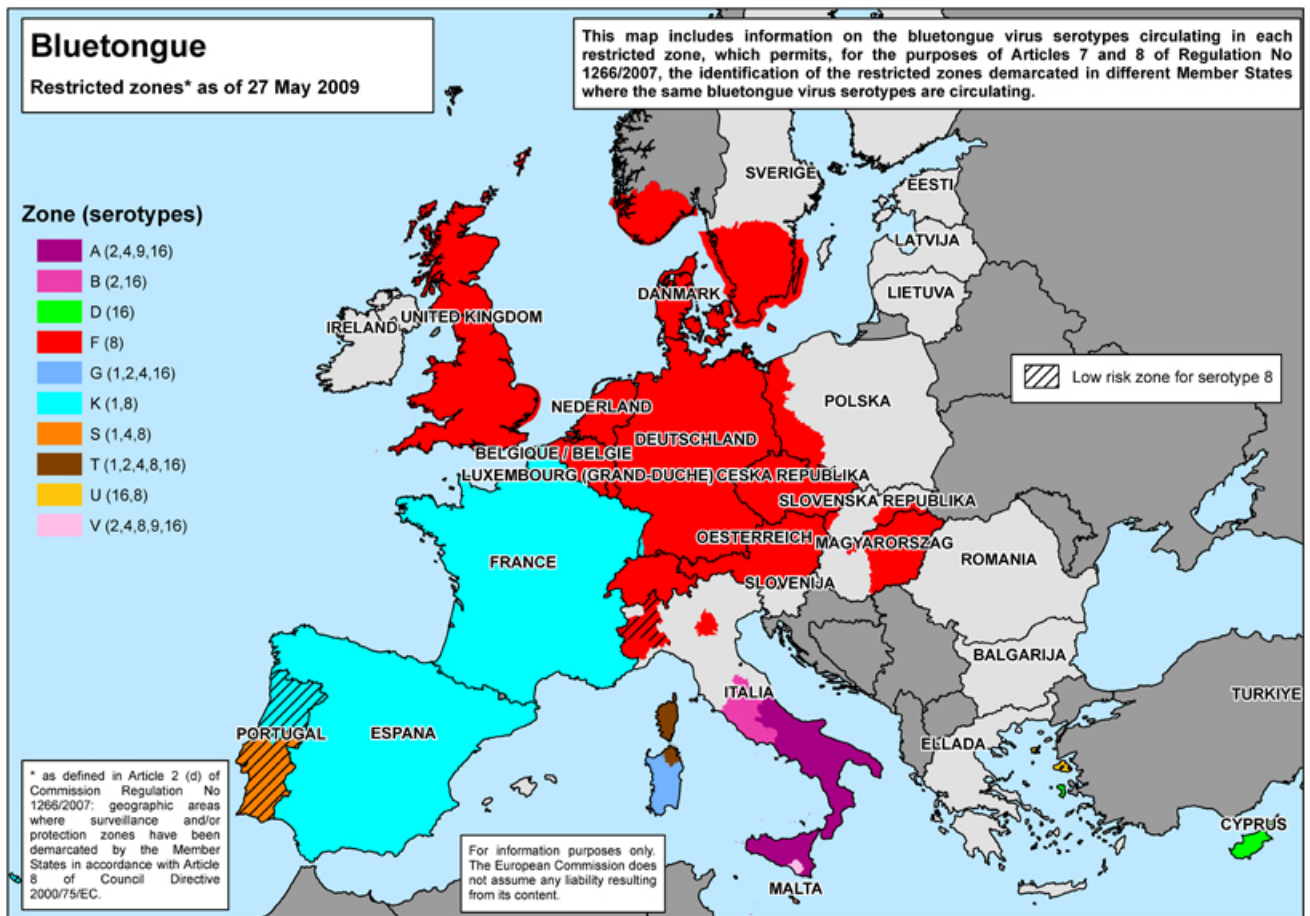 Bluetongue
Restricted zones* as of 27 May 2009
This map includes information on the bluetongue virus serotypes circulating in each
restricted zone, which permits, for the purposes of Articles 7 and 8 of Regulation No
1266/2007, the identification of the restricted zones demarcated in different Member States
where the same bluetongue virus serotypes are circulating.
Zone (serotypes)
A (2,4,9,16)
B (2,16)
D (16)
F (8)
G (1,2,4,16)
K (1,8)
S (1,4,8)
T (1,2,4,8,16)
U (16,8)
V (2,4,8,9,16)
SVERIGE
EESTI
LATVIJA
LIETUVA
DANMARK
IRELAND
UNITED KINGDOM
Low risk zone for serotype 8
NEDERLAND
POLSKA
DEUTSCHLAND
BELGIQUE / BELGIE
LUXEMBOURG (GRAND-DUCHE)
CESKA REPUBLIKA
SLOVENSKA REPUBLIKA
OESTERREICH
MAGYARORSZAG
FRANCE
ROMANIA
SLOVENIJA
BALGARIJA
ITALIA
TURKIYE
PORTUGAL
ESPANA
ELLADA
CYPRUS
MALTA
* as defined in Article 2 (d) of
Commission Regulation No
1266/2007: geographic areas
where surveillance and/or
protection zones have been
demarcated by the Member
States in accordance with Article
8 of Council Directive
2000/75/EC.
For information purposes only.
The European Commission does
not assume any liability resulting
from its content.